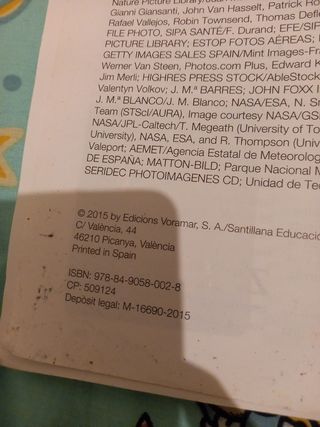 Nature Picture Library/
Gianni Giansanti, John Van Hasselt, Patrick
Rafael Vallejos, Robin Townsend, Thomas
FILE PHOTO, SIPA SANTÉ/F. Durand; EFE/
PICTURE LIBRARY; ESTOP FOTOS AÉREAS;
GETTY IMAGES SALES SPAIN/Mint Images-
Werner Van Steen, Photos.com Plus, Edward
Jim Merli; HIGHRES PRESS STOCK/
Valentyn Volkov; J. M.ª BARRES; JOHN FOXX
J. M.ª BLANCO/J. M. Blanco; NASA/ESA, N.
Team (STScI/AURA), Image courtesy
NASA/JPL-Caltech/T. Megeath (University of
University), NASA, ESA, and R. Thompson
Valeport; AEMET/Agencia Estatal de
DE ESPAÑA; MATTON-BILD; Parque Nacional
SERIDEC PHOTOIMAGENES CD; Unidad de
© 2015 by Edicions Voramar, S. A./Santillana
C/ València, 44
46210 Picanya, València
Printed in Spain
ISBN: 978-84-9058-002-8
CP: 509124
Depòsit legal: M-16690-2015